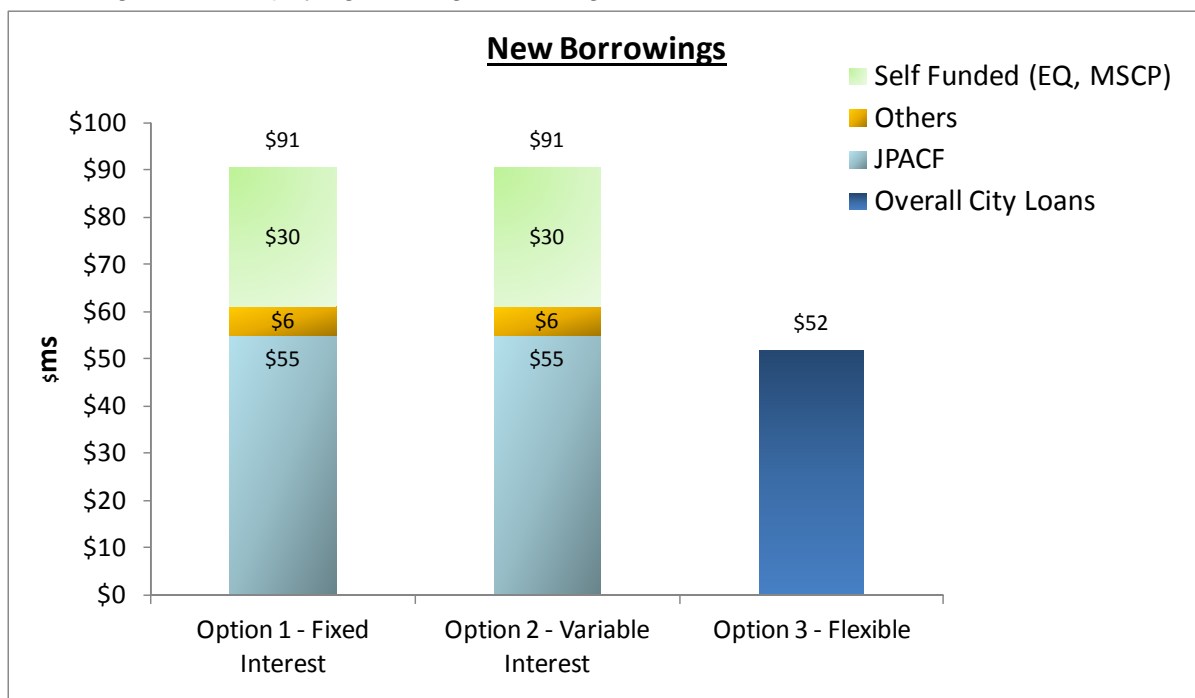 New Borrowings
Self Funded (EQ, MSCP)
Others
JPACF
Overall City Loans
$ms
$100
$90
$80
$70
$60
$50
$40
$30
$20
$10
$0
$91
$30
$6
$55
$91
$30
$6
$55
$52
Option 1 - Fixed
Interest
Option 2 - Variable
Interest
Option 3 - Flexible